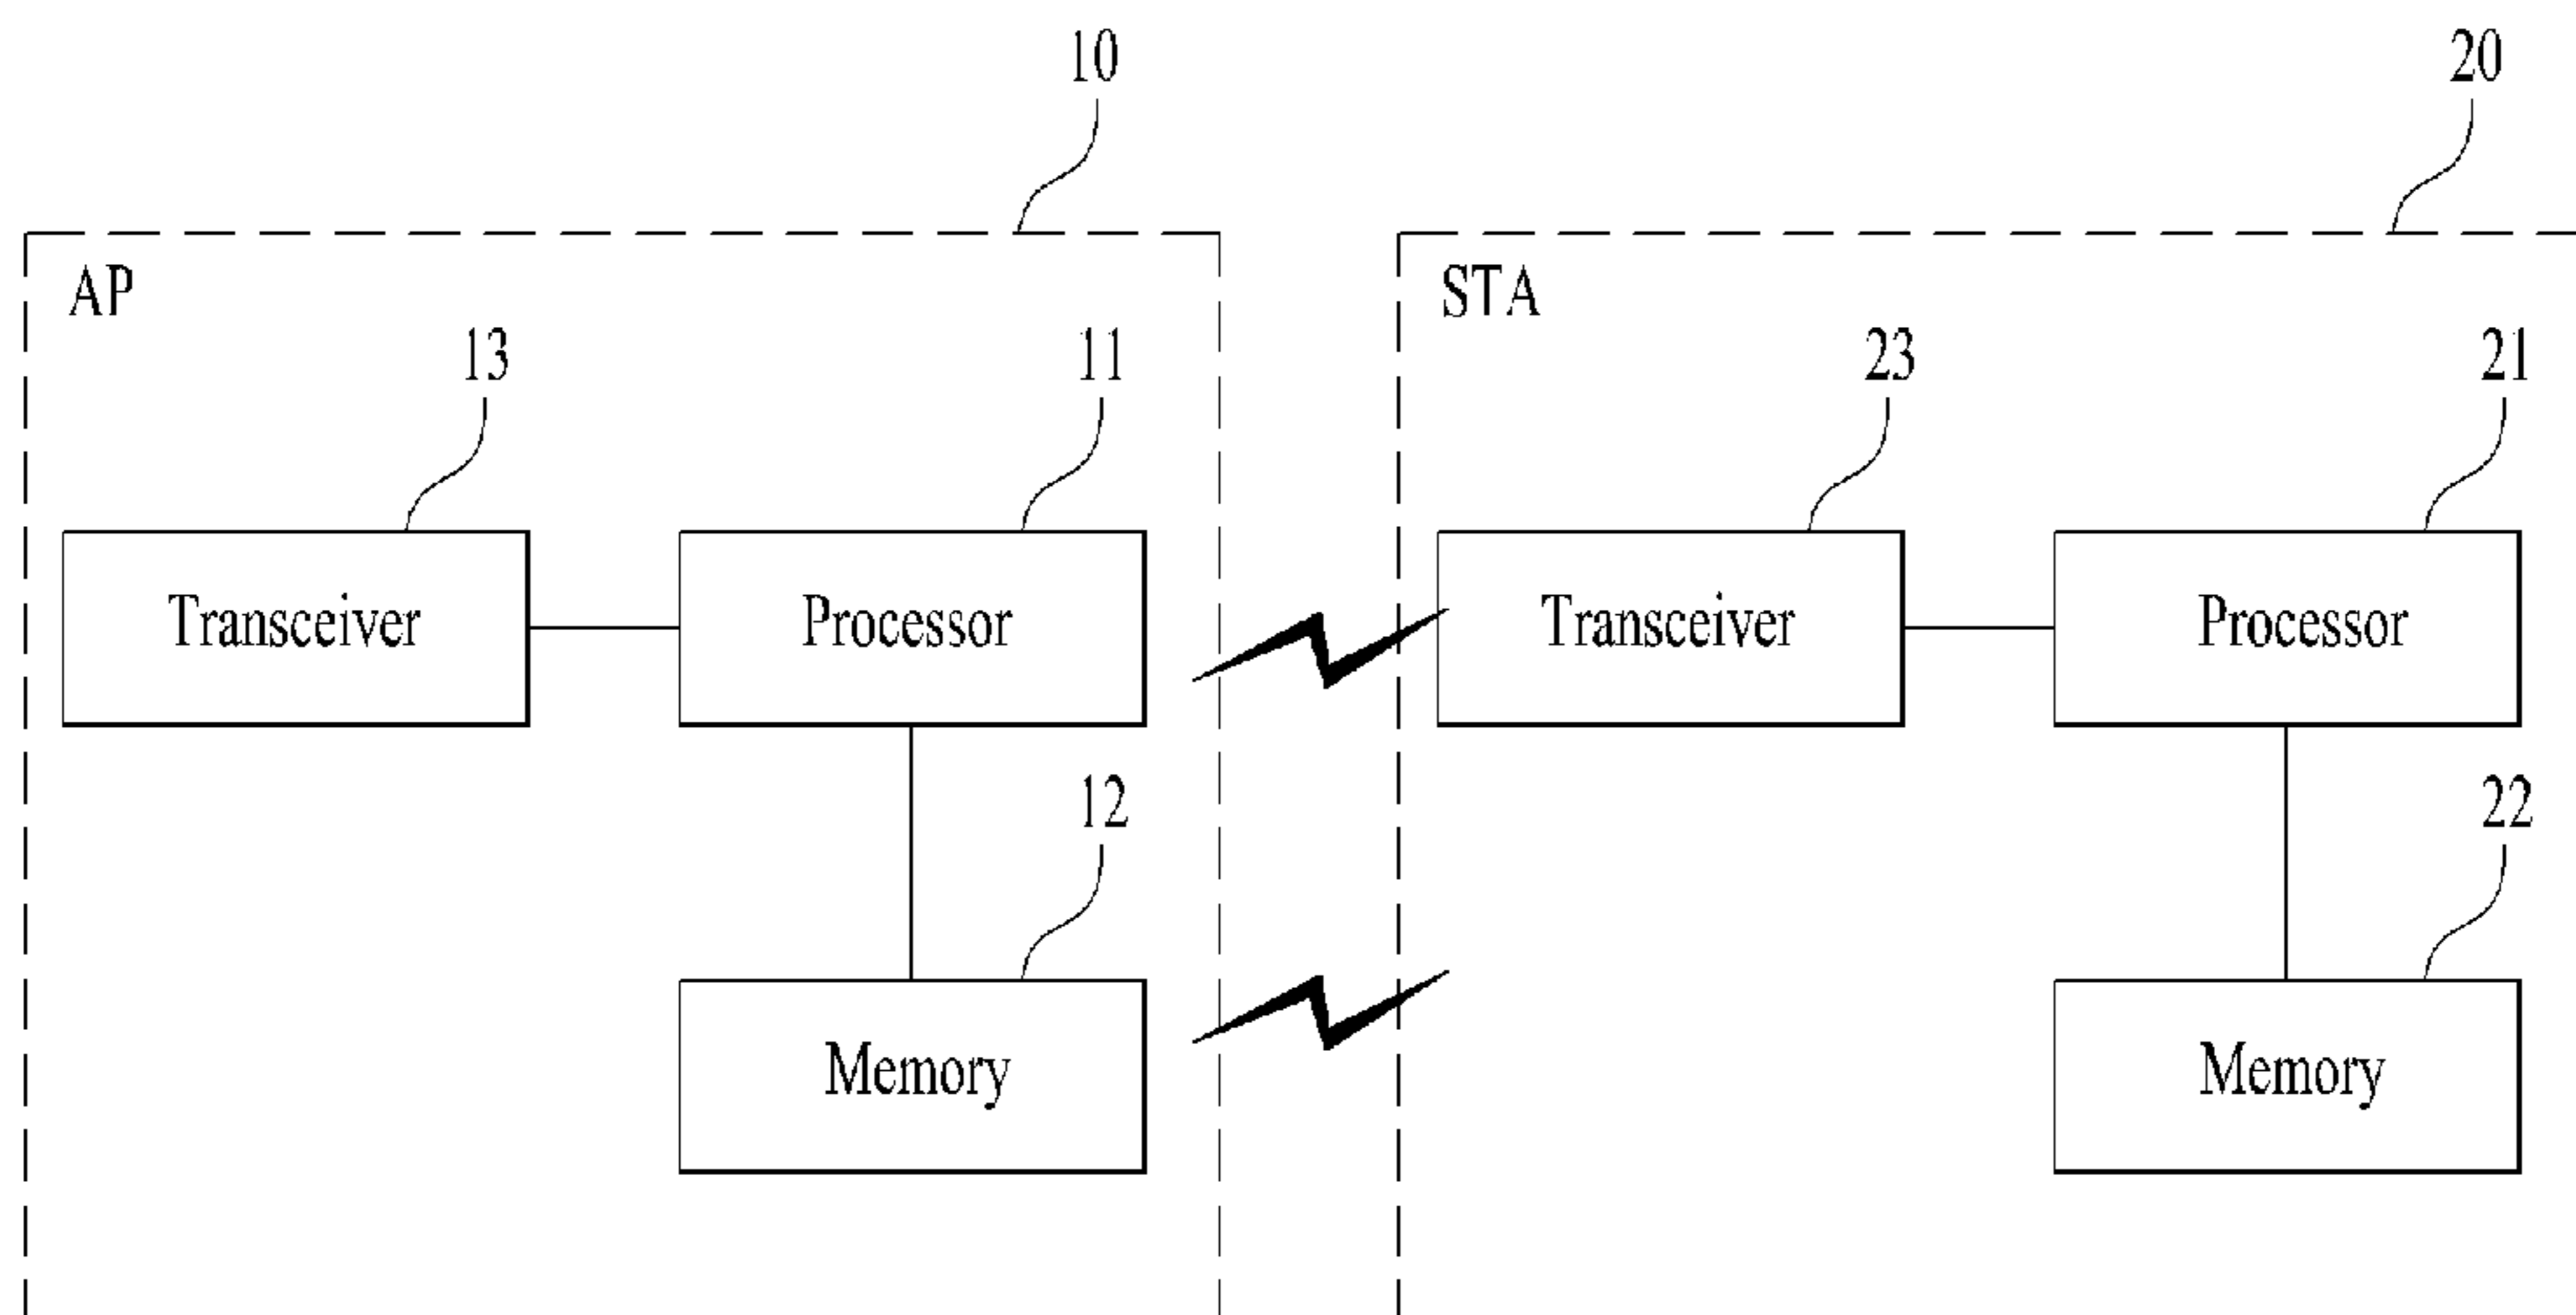 10
20
AP
STA
13
11
23
21
Transceiver
Processor
Transceiver
Processor
12
22
Memory
Memory